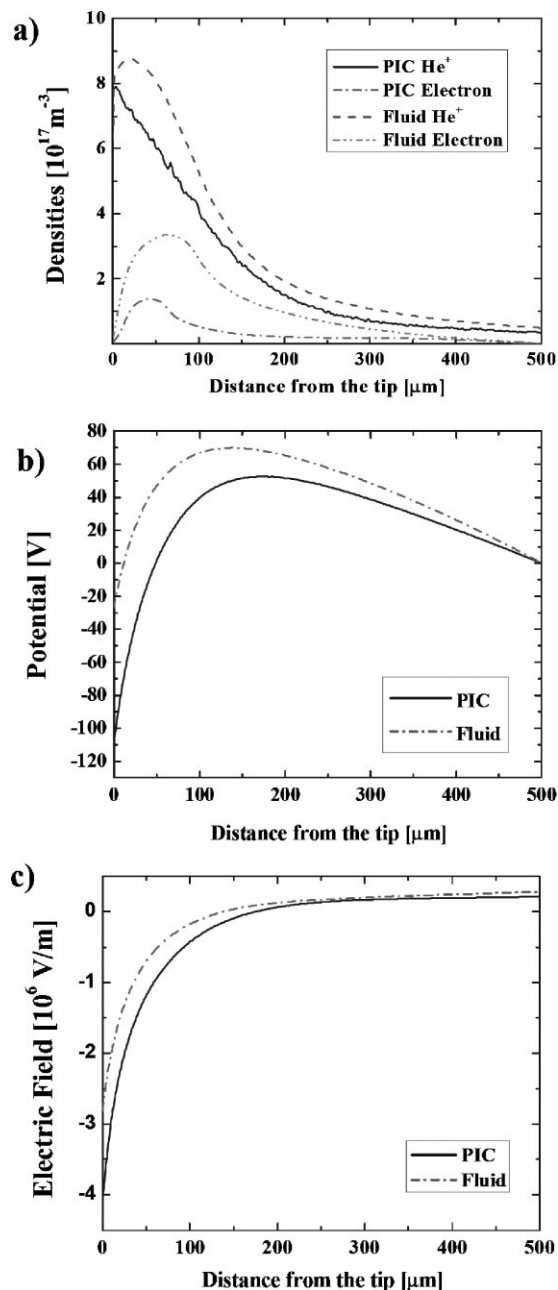 a)
Densities [10^17 m^-3]
10
8
6
4
2
PIC He+
PIC Electron
Fluid He+
Fluid Electron
0 100 200 300 400 500
Distance from the tip [μm]
b)
Potential [V]
80
60
40
20
0
-20
-40
-60
-80
-100
-120
PIC
Fluid
0 100 200 300 400 500
Distance from the tip [μm]
c)
Electric Field [10^6 V/m]
0
-1
-2
-3
-4
PIC
Fluid
0 100 200 300 400 500
Distance from the tip [μm]